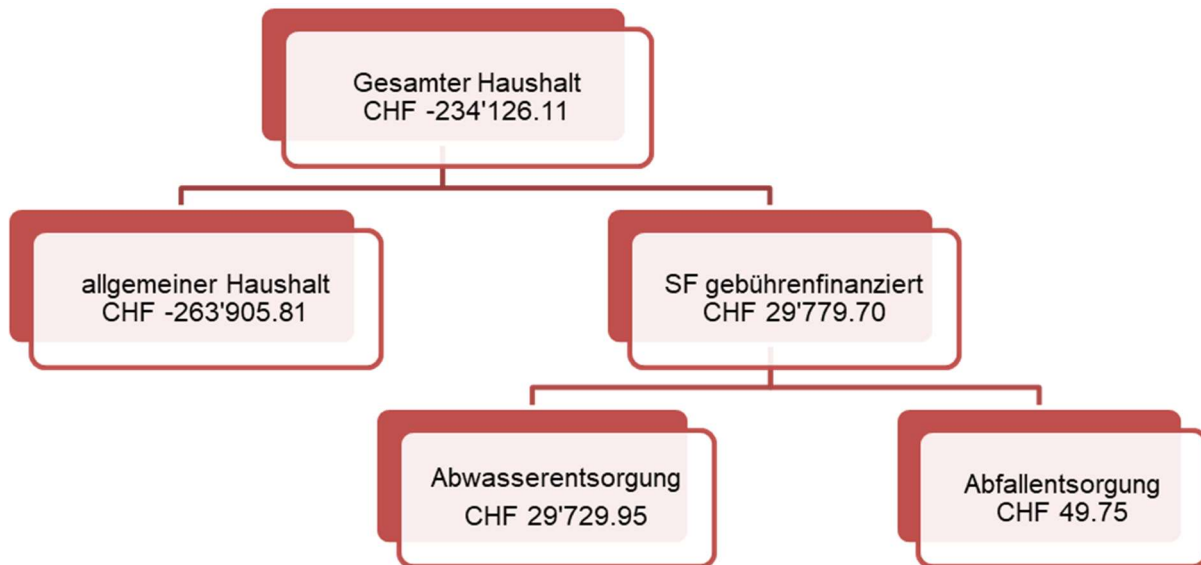 Gesamter Haushalt
CHF -234'126.11
allgemeiner Haushalt
CHF -263'905.81
SF gebührenfinanziert
CHF 29'779.70
Abwasserentsorgung
CHF 29'729.95
Abfallentsorgung
CHF 49.75